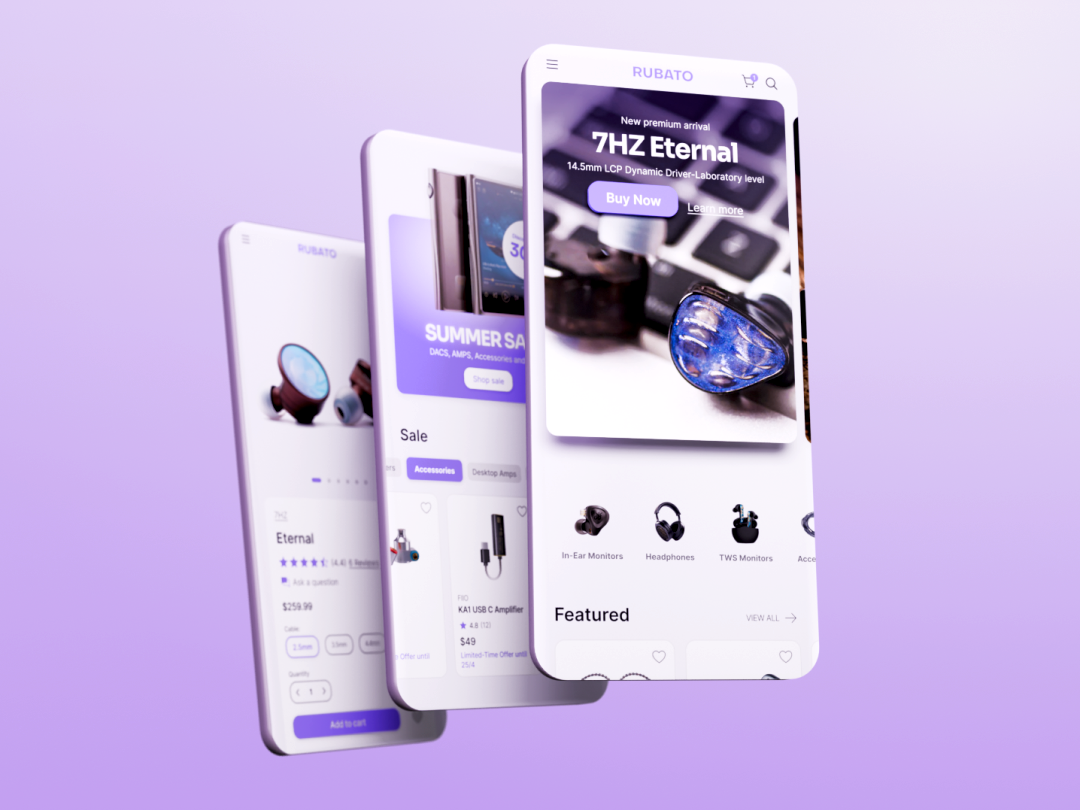 RUBATO
1
New premium arrival
7HZ Eternal
14.5mm LCP Dynamic Driver-Laboratory level
Buy Now
Learn more
In-Ear Monitors
Headphones
TWS Monitors
Acce
Featured
VIEW ALL
30
SUMMER SA
DACS, AMPS, Accessories and
Shop sale
Sale
ers
Accessories
Desktop Amps
FIIO
KA1 USB C Amplifier
4.8 (12)
$49
Limited-Time Offer until
25/4
o Offer until
RUBATO
7HZ
Eternal
(4.4) 6 Reviews
Ask a question
$259.99
Cable:
2.5mm
3.5mm
4.4mm
Quantity
1
Add to cart